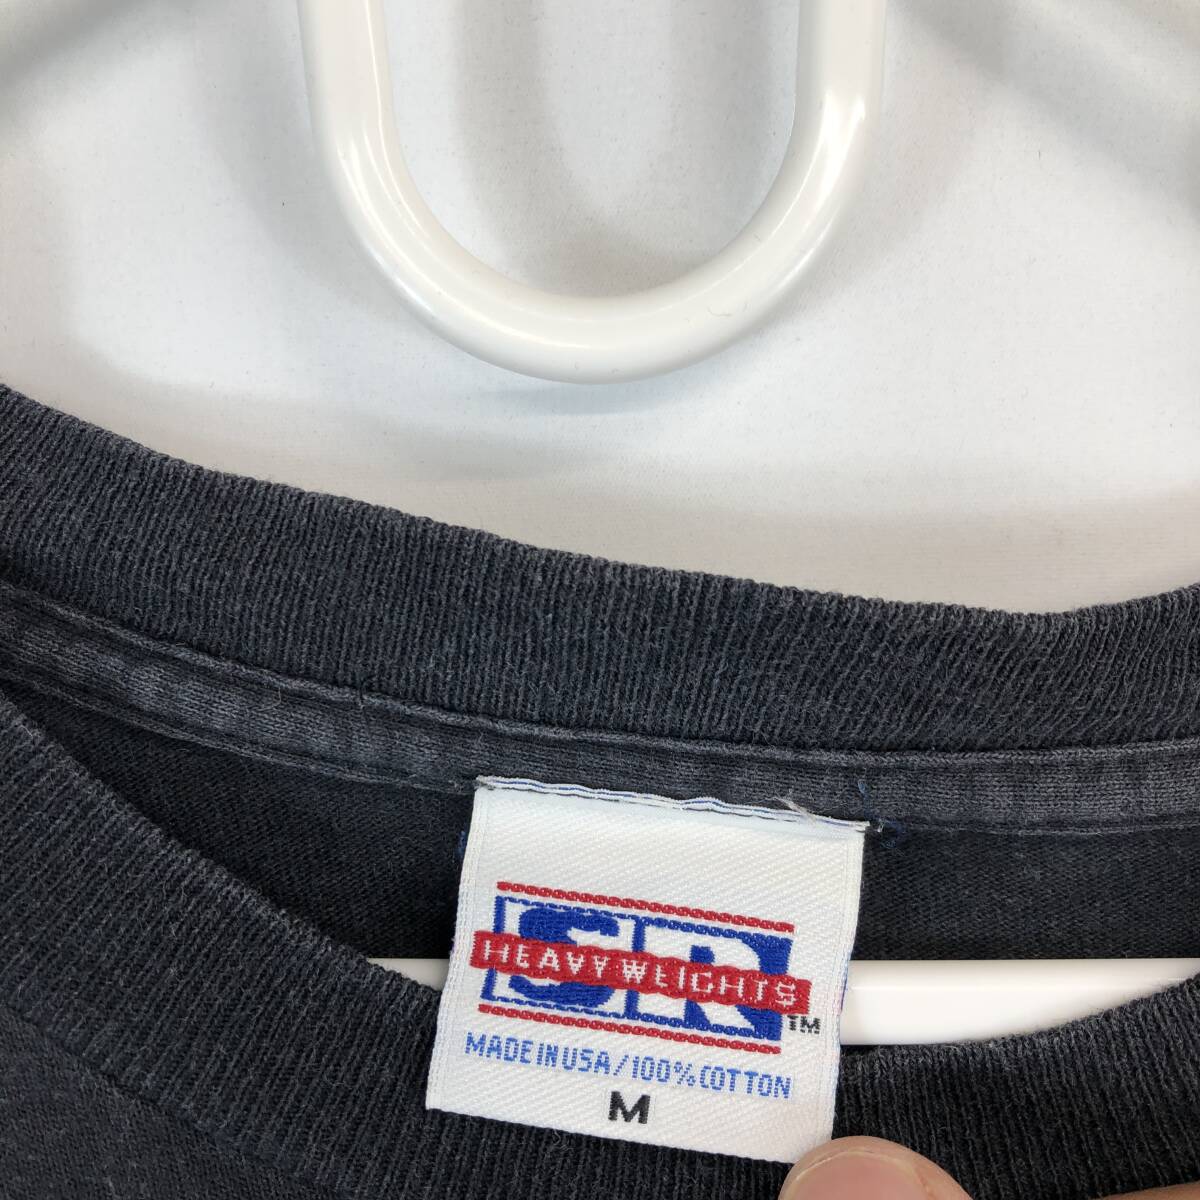 SR
HEAVYWEIGHTS
TM
MADE IN USA / 100% COTTON
M